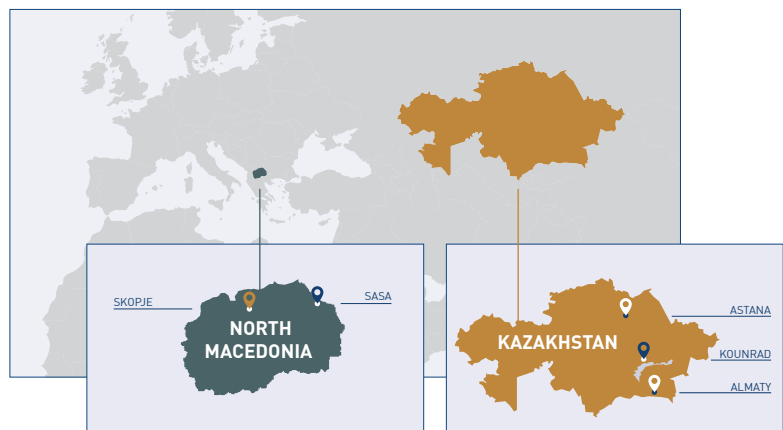 SKOPJE
SASA
NORTH
MACEDONIA
KAZAKHSTAN
ASTANA
KOUNRAD
ALMATY